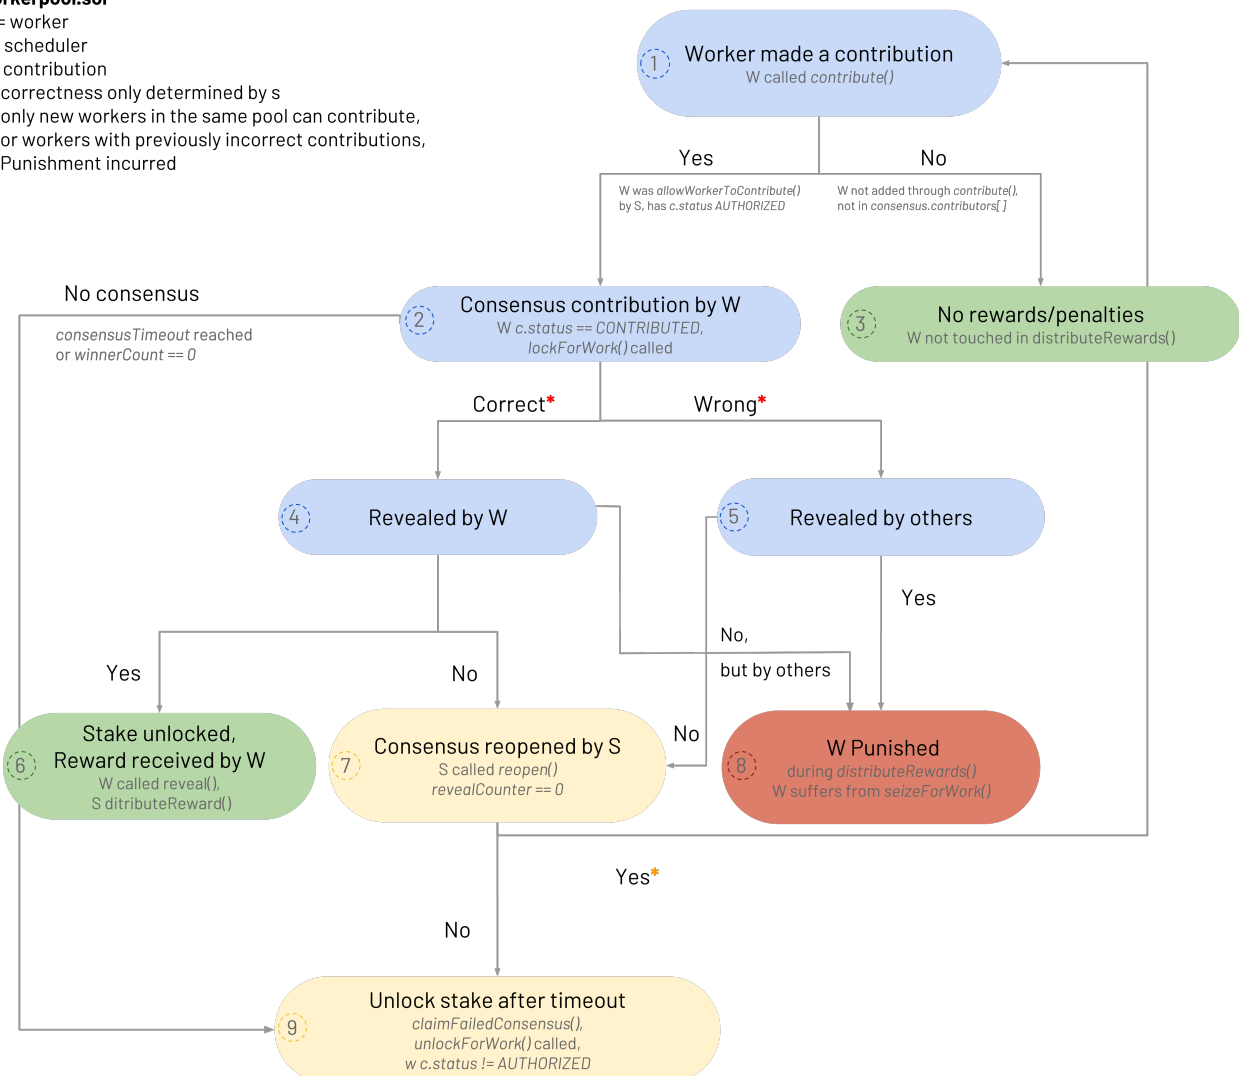 = worker
scheduler
contribution
correctness only determined by s
only new workers in the same pool can contribute,
or workers with previously incorrect contributions,
Punishment incurred
1
Worker made a contribution
W called contribute()
Yes
No
W was allowWorkerToContribute()
by S, has c.status AUTHORIZED
W not added through contribute(),
not in consensus.contributors[]
No consensus
consensusTimeout reached
or winnerCount == 0
2
Consensus contribution by W
W c.status == CONTRIBUTED,
lockForWork() called
3
No rewards/penalties
W not touched in distributeRewards()
Correct*
Wrong*
4
Revealed by W
5
Revealed by others
Yes
No,
but by others
Yes
No
No
6
Stake unlocked,
Reward received by W
W called reveal(),
S ditributeReward()
7
Consensus reopened by S
S called reopen()
revealCounter == 0
8
W Punished
during distributeRewards()
W suffers from seizeForWork()
Yes*
No
9
Unlock stake after timeout
claimFailedConsensus(),
unlockForWork() called,
w c.status != AUTHORIZED